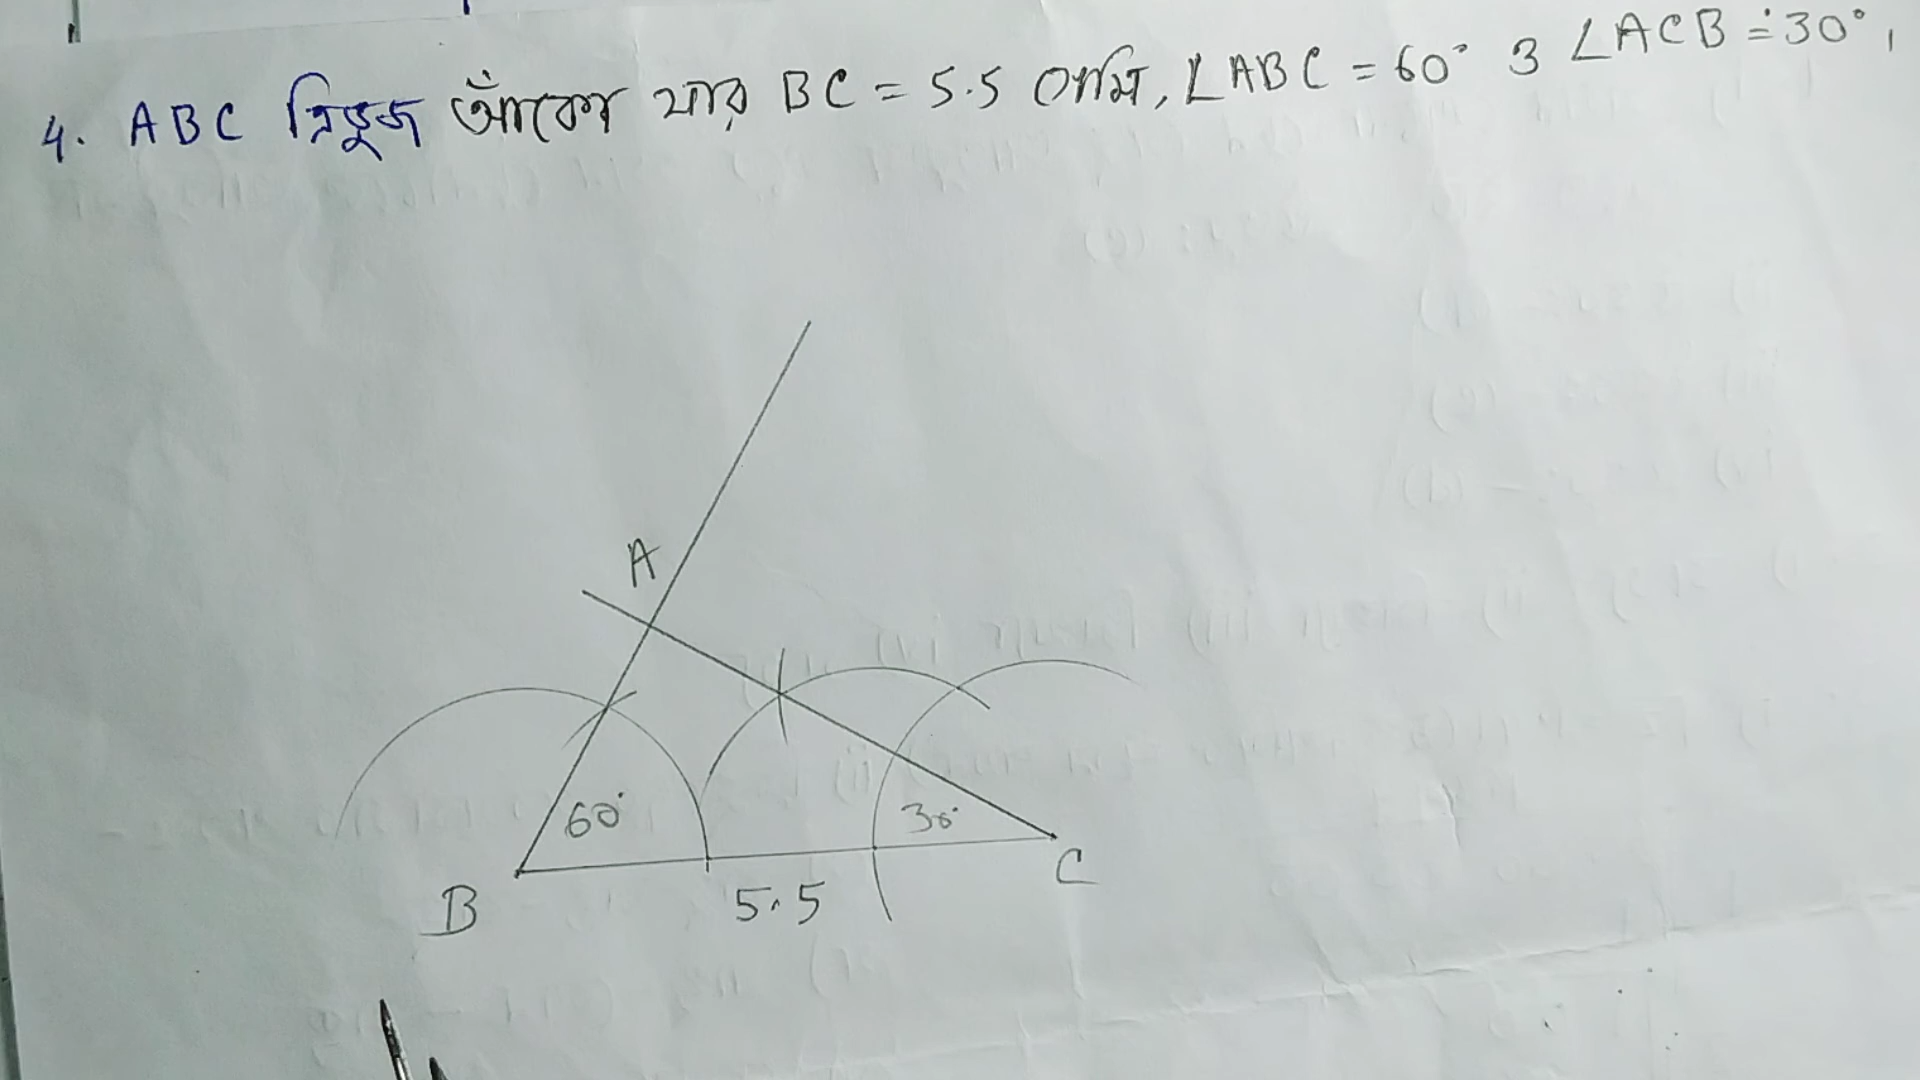 4. ABC ত্রিভুজ আঁকো যার BC = 5.5 সেমি, ∠ABC = 60° ও ∠ACB = 30°,
A
60°
30°
B
5.5
C